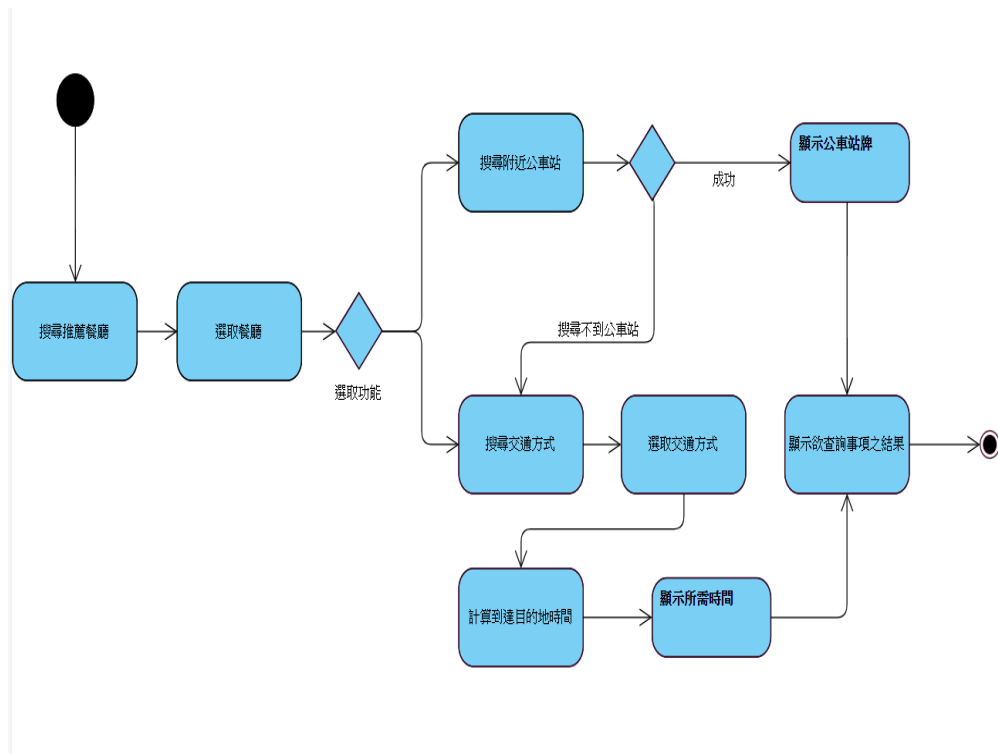 搜尋附近公車站
顯示公車站牌
成功
搜尋推薦餐廳
選取餐廳
選取功能
搜尋不到公車站
搜尋交通方式
選取交通方式
顯示欲查詢事項之結果
計算到達目的地時間
顯示所需時間